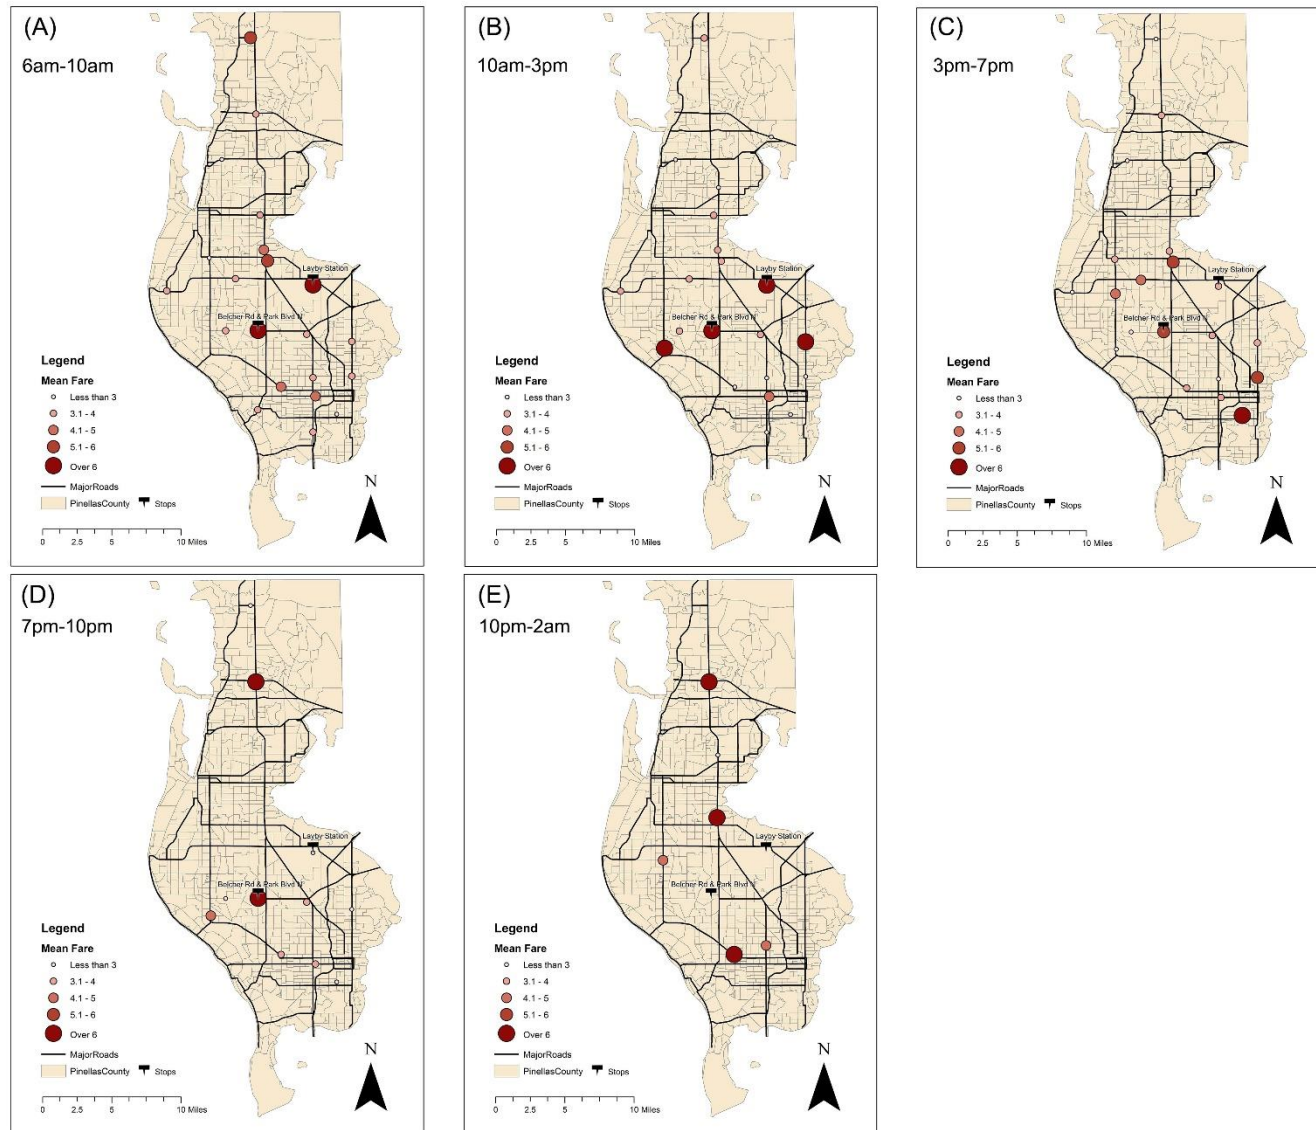 (A)
6am-10am
Layby Station
Belcher Rd & Park Blvd N
Legend
Mean Fare
Less than 3
3.1 - 4
4.1 - 5
5.1 - 6
Over 6
MajorRoads
PinellasCounty
Stops
N
0 2.5 5 10 Miles
(B)
10am-3pm
Layby Station
Belcher Rd & Park Blvd N
Legend
Mean Fare
Less than 3
3.1 - 4
4.1 - 5
5.1 - 6
Over 6
MajorRoads
PinellasCounty
Stops
N
0 2.5 5 10 Miles
(C)
3pm-7pm
Layby Station
Belcher Rd & Park Blvd N
Legend
Mean Fare
Less than 3
3.1 - 4
4.1 - 5
5.1 - 6
Over 6
MajorRoads
PinellasCounty
Stops
N
0 2.5 5 10 Miles
(D)
7pm-10pm
Layby Station
Belcher Rd & Park Blvd N
Legend
Mean Fare
Less than 3
3.1 - 4
4.1 - 5
5.1 - 6
Over 6
MajorRoads
PinellasCounty
Stops
N
0 2.5 5 10 Miles
(E)
10pm-2am
Layby Station
Belcher Rd & Park Blvd N
Legend
Mean Fare
Less than 3
3.1 - 4
4.1 - 5
5.1 - 6
Over 6
MajorRoads
PinellasCounty
Stops
N
0 2.5 5 10 Miles